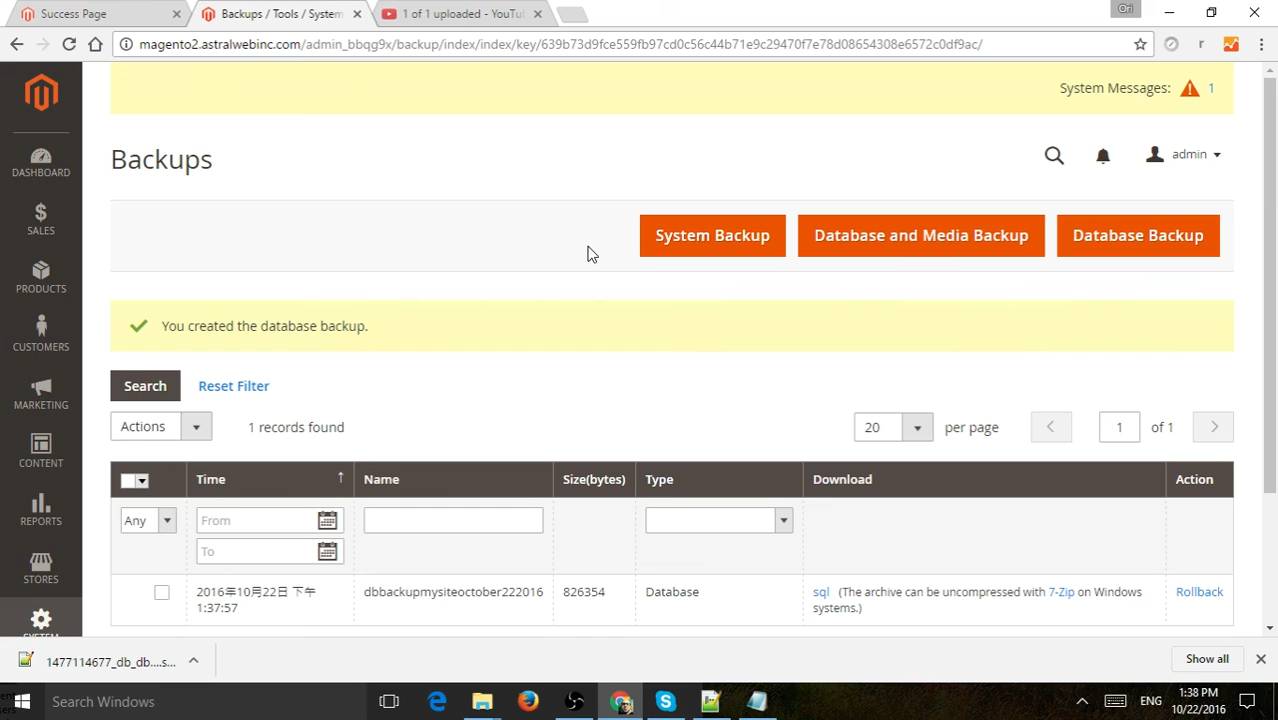 Success Page
Backups / Tools / System
1 of 1 uploaded - YouTu
Ori
magento2.astralwebinc.com/admin_bbqg9x/backup/index/index/key/639b73d9fce559fb97cd0c56c44b71e9c29470f7e78d08654308e6572c0df9ac/
r
System Messages: 1
DASHBOARD
SALES
PRODUCTS
CUSTOMERS
MARKETING
CONTENT
REPORTS
STORES
SYSTEM
Backups
admin
System Backup
Database and Media Backup
Database Backup
You created the database backup.
Search
Reset Filter
Actions
1 records found
20
per page
1
of 1
Time
Name
Size(bytes)
Type
Download
Action
Any
From
To
2016年10月22日 下午
1:37:57
dbbackupmysiteoctober222016
826354
Database
sql (The archive can be uncompressed with 7-Zip on Windows
systems.)
Rollback
1477114677_db_db....s...
Show all
Search Windows
ENG
1:38 PM
10/22/2016